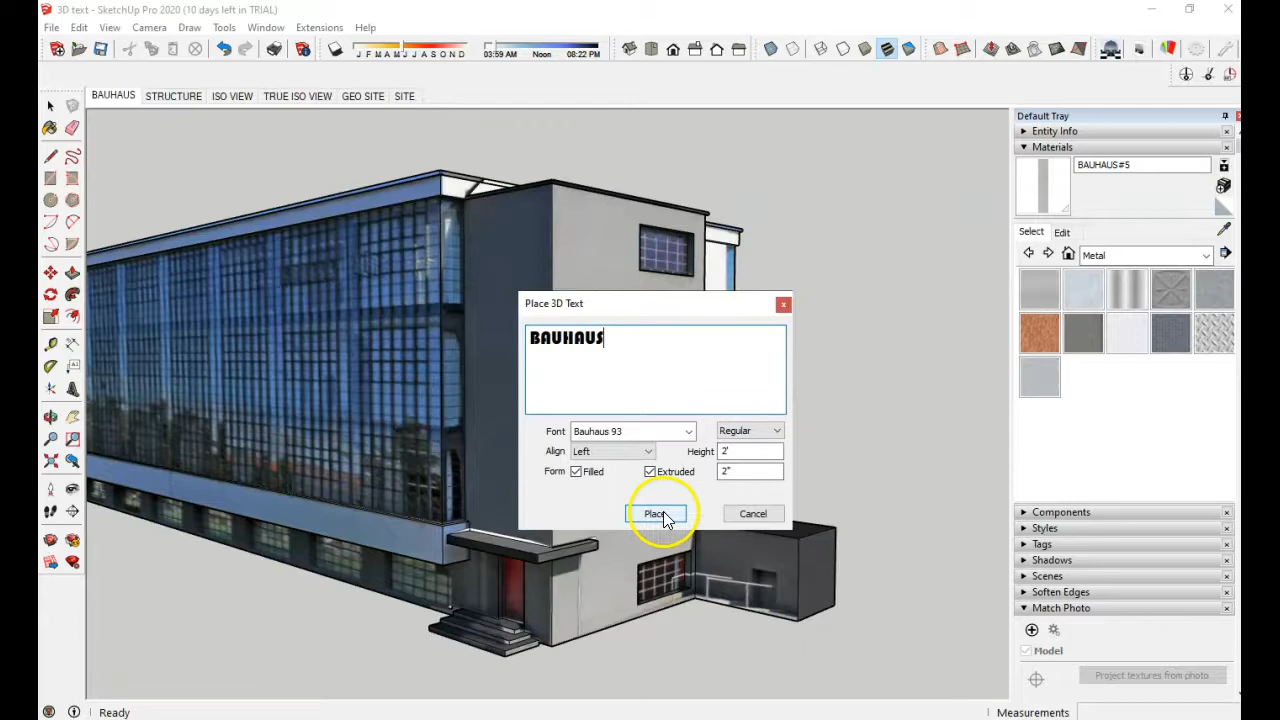 3D text - SketchUp Pro 2020 (10 days left in TRIAL)
File Edit View Camera Draw Tools Window Extensions Help
J F M A M J J A S O N D 03:59 AM Noon 08:22 PM
BAUHAUS STRUCTURE ISO VIEW TRUE ISO VIEW GEO SITE SITE
Default Tray
Entity Info
Materials
BAUHAUS#5
Select Edit
Metal
Place 3D Text
BAUHAUS
Font Bauhaus 93 Regular
Align Left Height 2'
Form Filled Extruded 2"
Place Cancel
Components
Styles
Tags
Shadows
Scenes
Soften Edges
Match Photo
Model
Project textures from photo
Ready Measurements